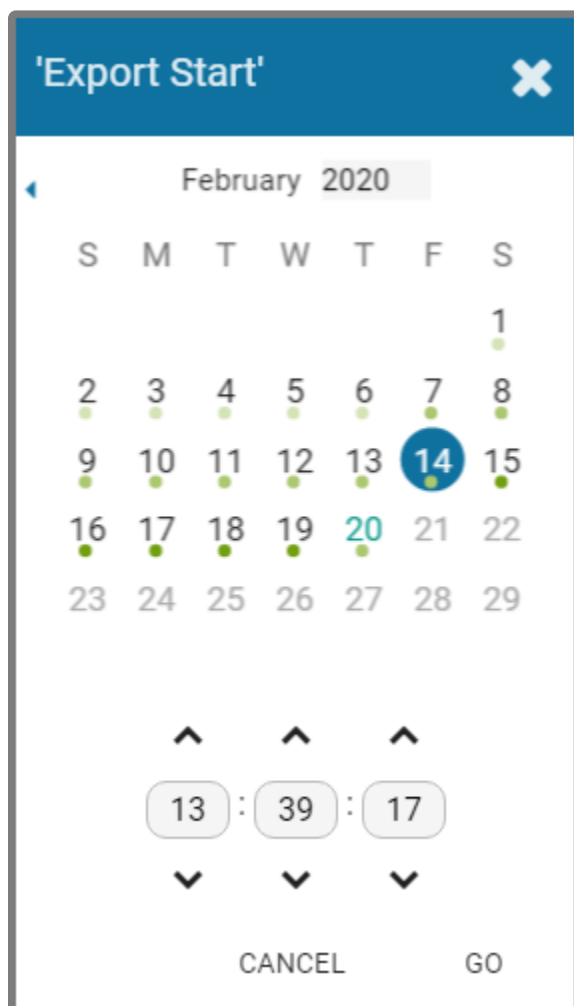 'Export Start'
February 2020
S M T W T F S
1
2 3 4 5 6 7 8
9 10 11 12 13 14 15
16 17 18 19 20 21 22
23 24 25 26 27 28 29
13 : 39 : 17
CANCEL GO